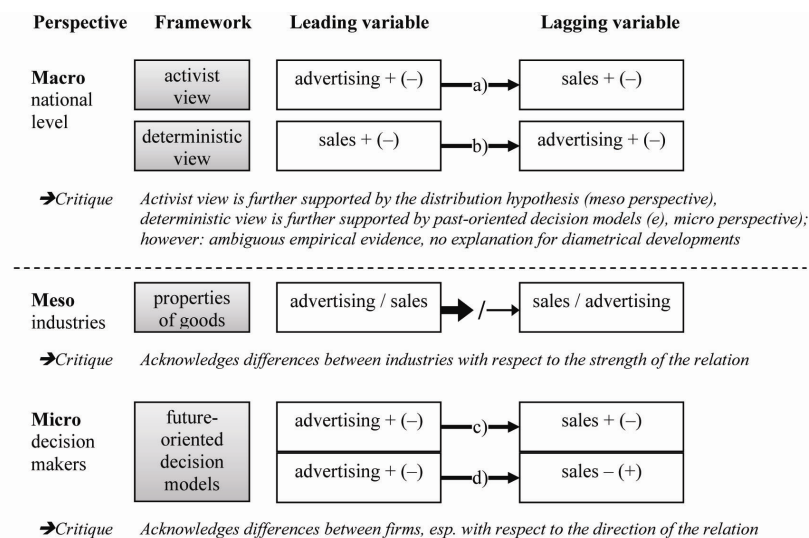 Perspective Framework Leading variable Lagging variable
Macro national level
activist view
advertising + (–) a) sales + (–)
deterministic view
sales + (–) b) advertising + (–)
➔Critique Activist view is further supported by the distribution hypothesis (meso perspective),
deterministic view is further supported by past-oriented decision models (e), micro perspective);
however: ambiguous empirical evidence, no explanation for diametrical developments
Meso industries
properties of goods
advertising / sales / sales / advertising
➔Critique Acknowledges differences between industries with respect to the strength of the relation
Micro decision makers
future-oriented decision models
advertising + (–) c) sales + (–)
advertising + (–) d) sales – (+)
➔Critique Acknowledges differences between firms, esp. with respect to the direction of the relation